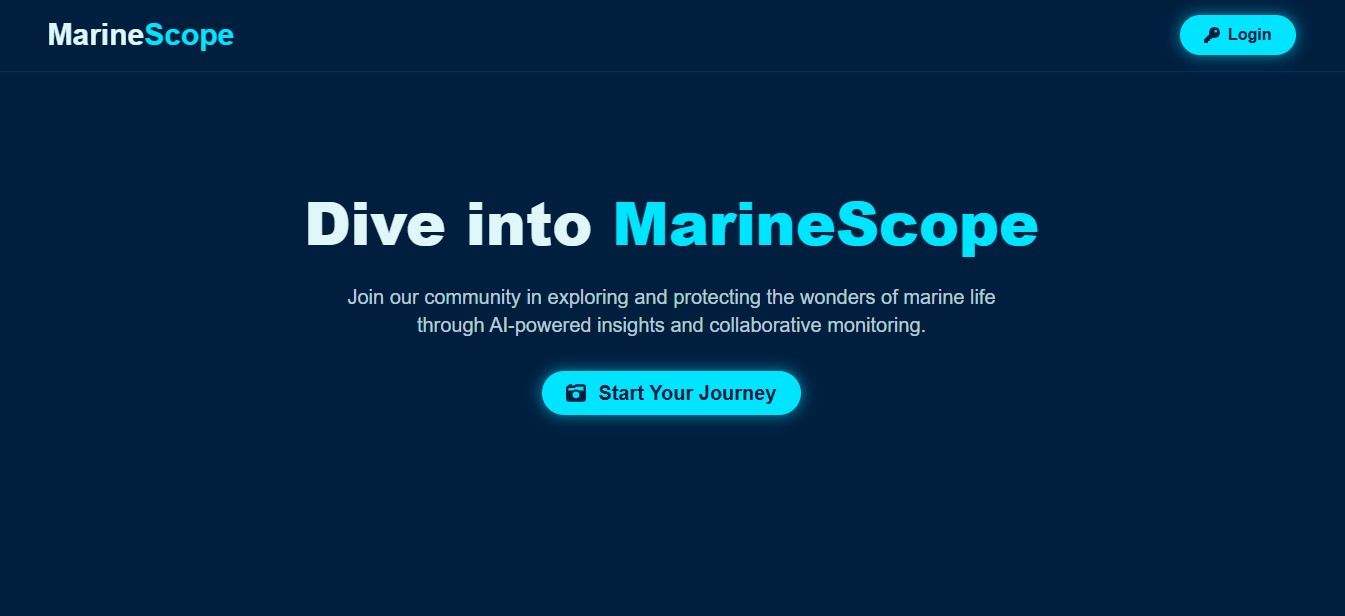 MarineScope
Login
Dive into MarineScope
Join our community in exploring and protecting the wonders of marine life
through AI-powered insights and collaborative monitoring.
Start Your Journey